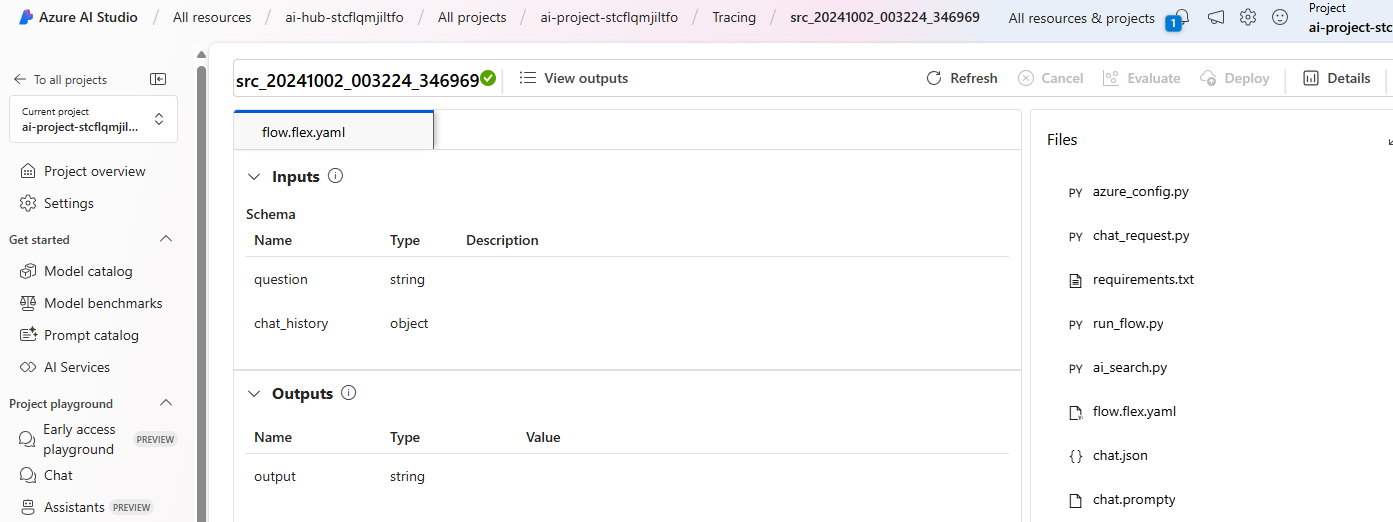 Azure AI Studio / All resources / ai-hub-stcflqmjiltfo / All projects / ai-project-stcflqmjiltfo / Tracing / src_20241002_003224_346969 All resources & projects 1 Project
ai-project-stc
To all projects
Current project
ai-project-stcflqmjil...
Project overview
Settings
Get started
Model catalog
Model benchmarks
Prompt catalog
AI Services
Project playground
Early access
playground PREVIEW
Chat
Assistants PREVIEW
src_20241002_003224_346969 View outputs Refresh Cancel Evaluate Deploy Details
flow.flex.yaml
Inputs
Schema
Name Type Description
question string
chat_history object
Outputs
Name Type Value
output string
Files
PY azure_config.py
PY chat_request.py
requirements.txt
PY run_flow.py
PY ai_search.py
flow.flex.yaml
{} chat.json
chat.prompty